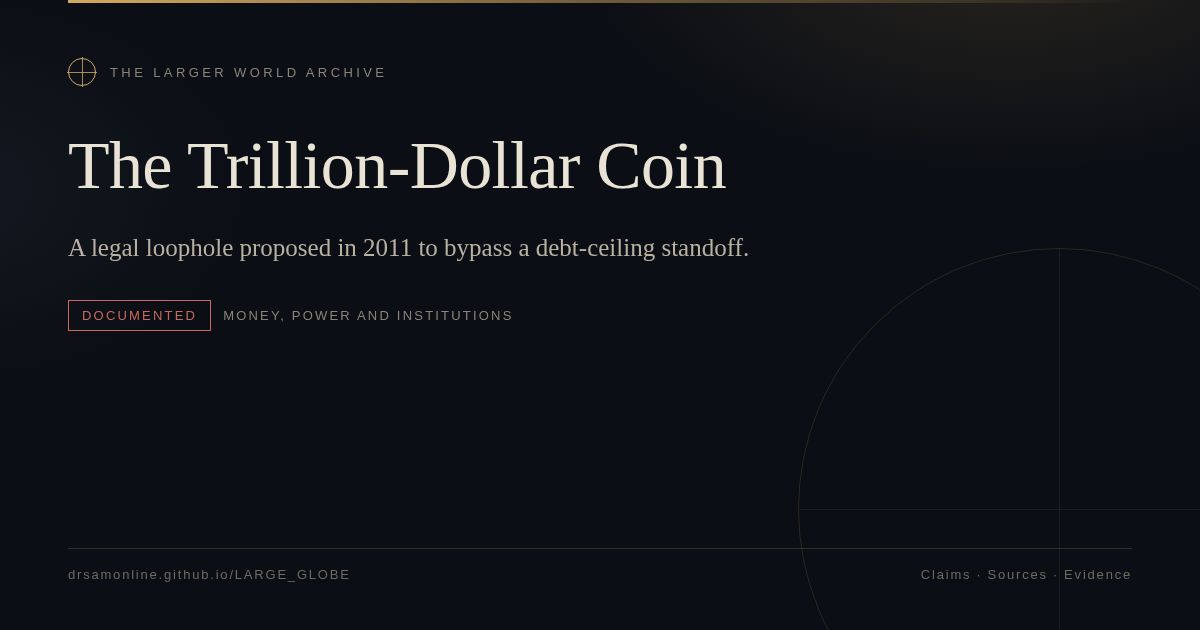 THE LARGER WORLD ARCHIVE
The Trillion-Dollar Coin
A legal loophole proposed in 2011 to bypass a debt-ceiling standoff.
DOCUMENTED MONEY, POWER AND INSTITUTIONS
drsamonline.github.io/LARGE_GLOBE Claims · Sources · Evidence